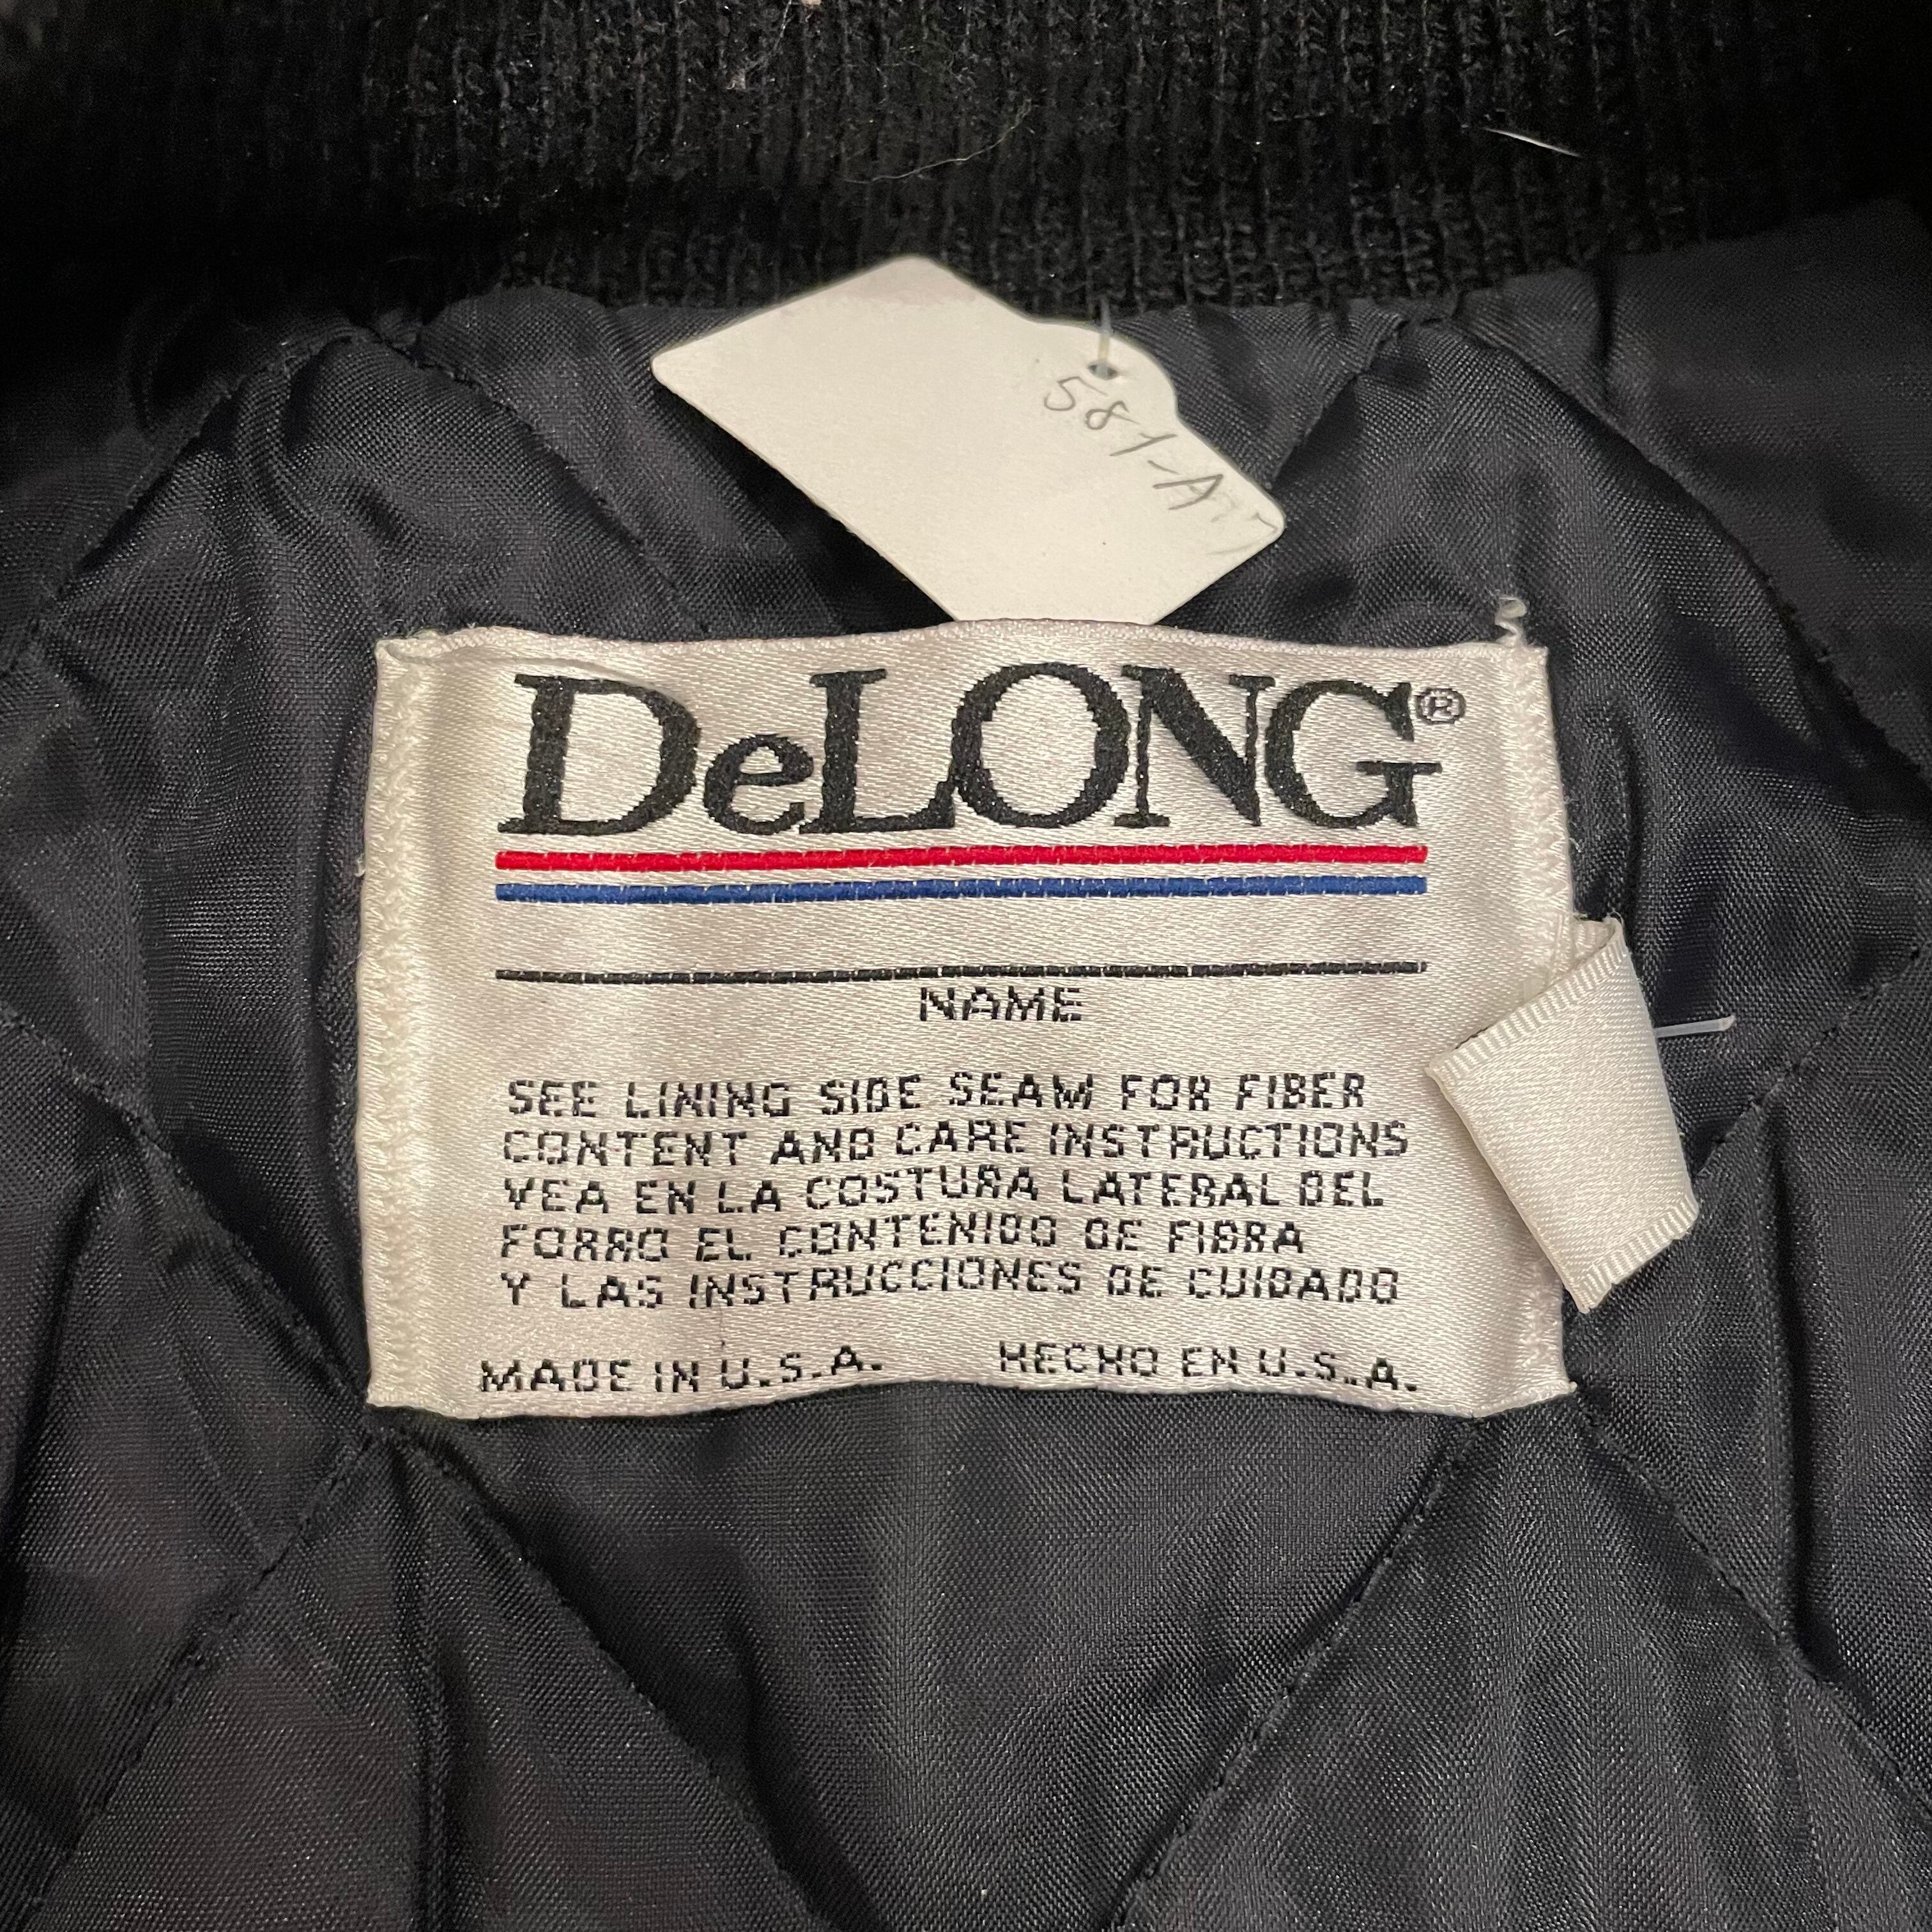 581-A
DeLONG®
NAME
SEE LINING SIDE SEAM FOR FIBER
CONTENT AND CARE INSTRUCTIONS
VEA EN LA COSTURA LATERAL DEL
FORRO EL CONTENIDO DE FIBRA
Y LAS INSTRUCCIONES DE CUIDADO
MADE IN U.S.A. HECHO EN U.S.A.